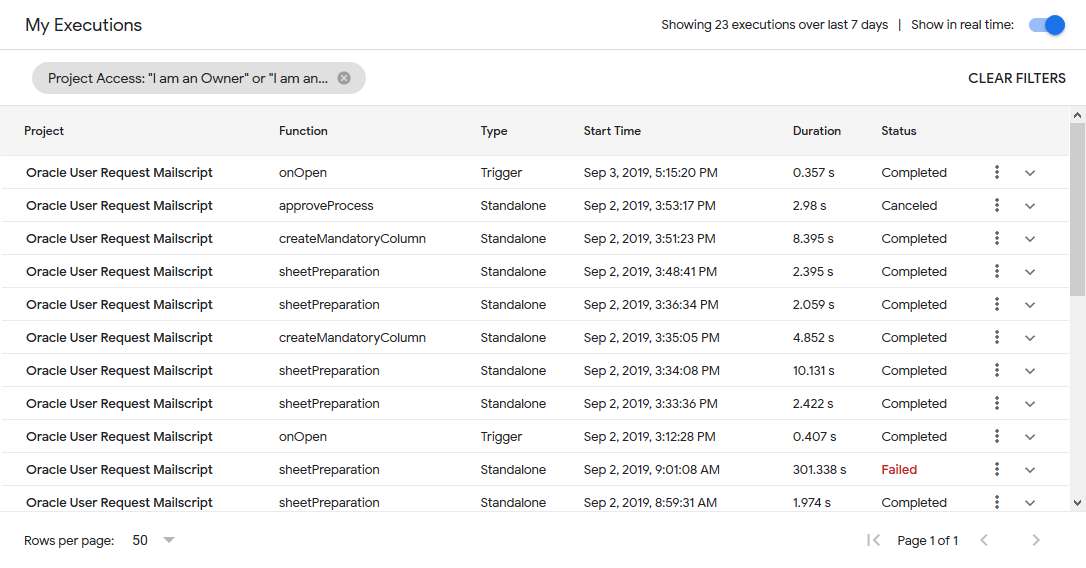 My Executions
Showing 23 executions over last 7 days | Show in real time:
Project Access: "I am an Owner" or "I am an...
CLEAR FILTERS
Project Function Type Start Time Duration Status
Oracle User Request Mailscript onOpen Trigger Sep 3, 2019, 5:15:20 PM 0.357 s Completed
Oracle User Request Mailscript approveProcess Standalone Sep 2, 2019, 3:53:17 PM 2.98 s Canceled
Oracle User Request Mailscript createMandatoryColumn Standalone Sep 2, 2019, 3:51:23 PM 8.395 s Completed
Oracle User Request Mailscript sheetPreparation Standalone Sep 2, 2019, 3:48:41 PM 2.395 s Completed
Oracle User Request Mailscript sheetPreparation Standalone Sep 2, 2019, 3:36:34 PM 2.059 s Completed
Oracle User Request Mailscript createMandatoryColumn Standalone Sep 2, 2019, 3:35:05 PM 4.852 s Completed
Oracle User Request Mailscript sheetPreparation Standalone Sep 2, 2019, 3:34:08 PM 10.131 s Completed
Oracle User Request Mailscript sheetPreparation Standalone Sep 2, 2019, 3:33:36 PM 2.422 s Completed
Oracle User Request Mailscript onOpen Trigger Sep 2, 2019, 3:12:28 PM 0.407 s Completed
Oracle User Request Mailscript sheetPreparation Standalone Sep 2, 2019, 9:01:08 AM 301.338 s Failed
Oracle User Request Mailscript sheetPreparation Standalone Sep 2, 2019, 8:59:31 AM 1.974 s Completed
Rows per page: 50 Page 1 of 1